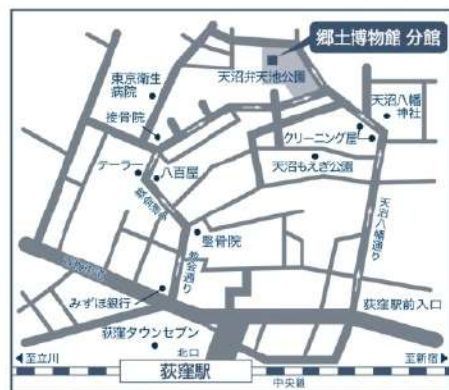 郷土博物館 分館
天沼弁天池公園
東京衛生
病院
天沼八幡
神社
接骨院
クリーニング屋
テーラー
八百屋
天沼もえぎ公園
天沼八幡通り
整骨院
教会通り
みずほ銀行
荻窪駅前入口
荻窪タウンセブン
北口
至立川
荻窪駅
至新宿
中央線